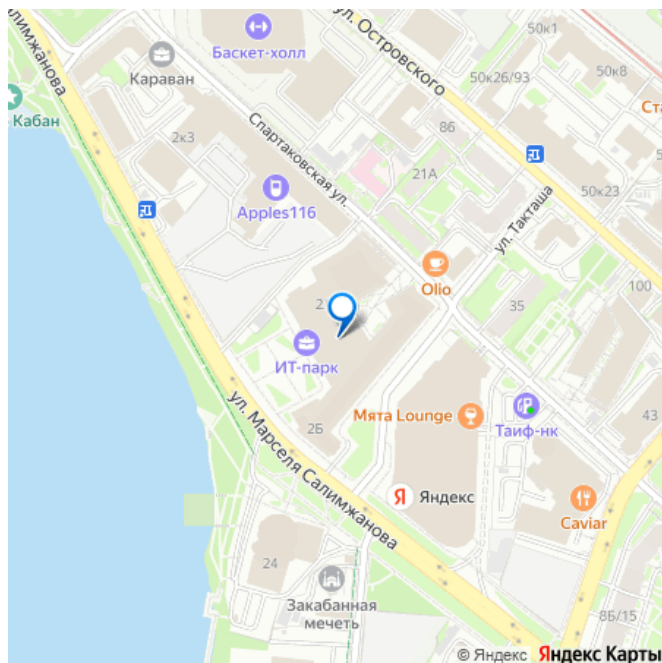 Салимжанова
Кабан
Караван
Баскет-холл
ул. Островского
50к1
50к26/93
50к8
Ста
2к3
Спартаковская ул.
86
21А
50к23
Apples116
ул. Такташа
Olio
100
35
2
ИТ-парк
2Б
Мята Lounge
Таиф-нк
43
ул. Марселя Салимжанова
Яндекс
Caviar
24
Закабанная
мечеть
8Б/15
© Яндекс Яндекс Карты